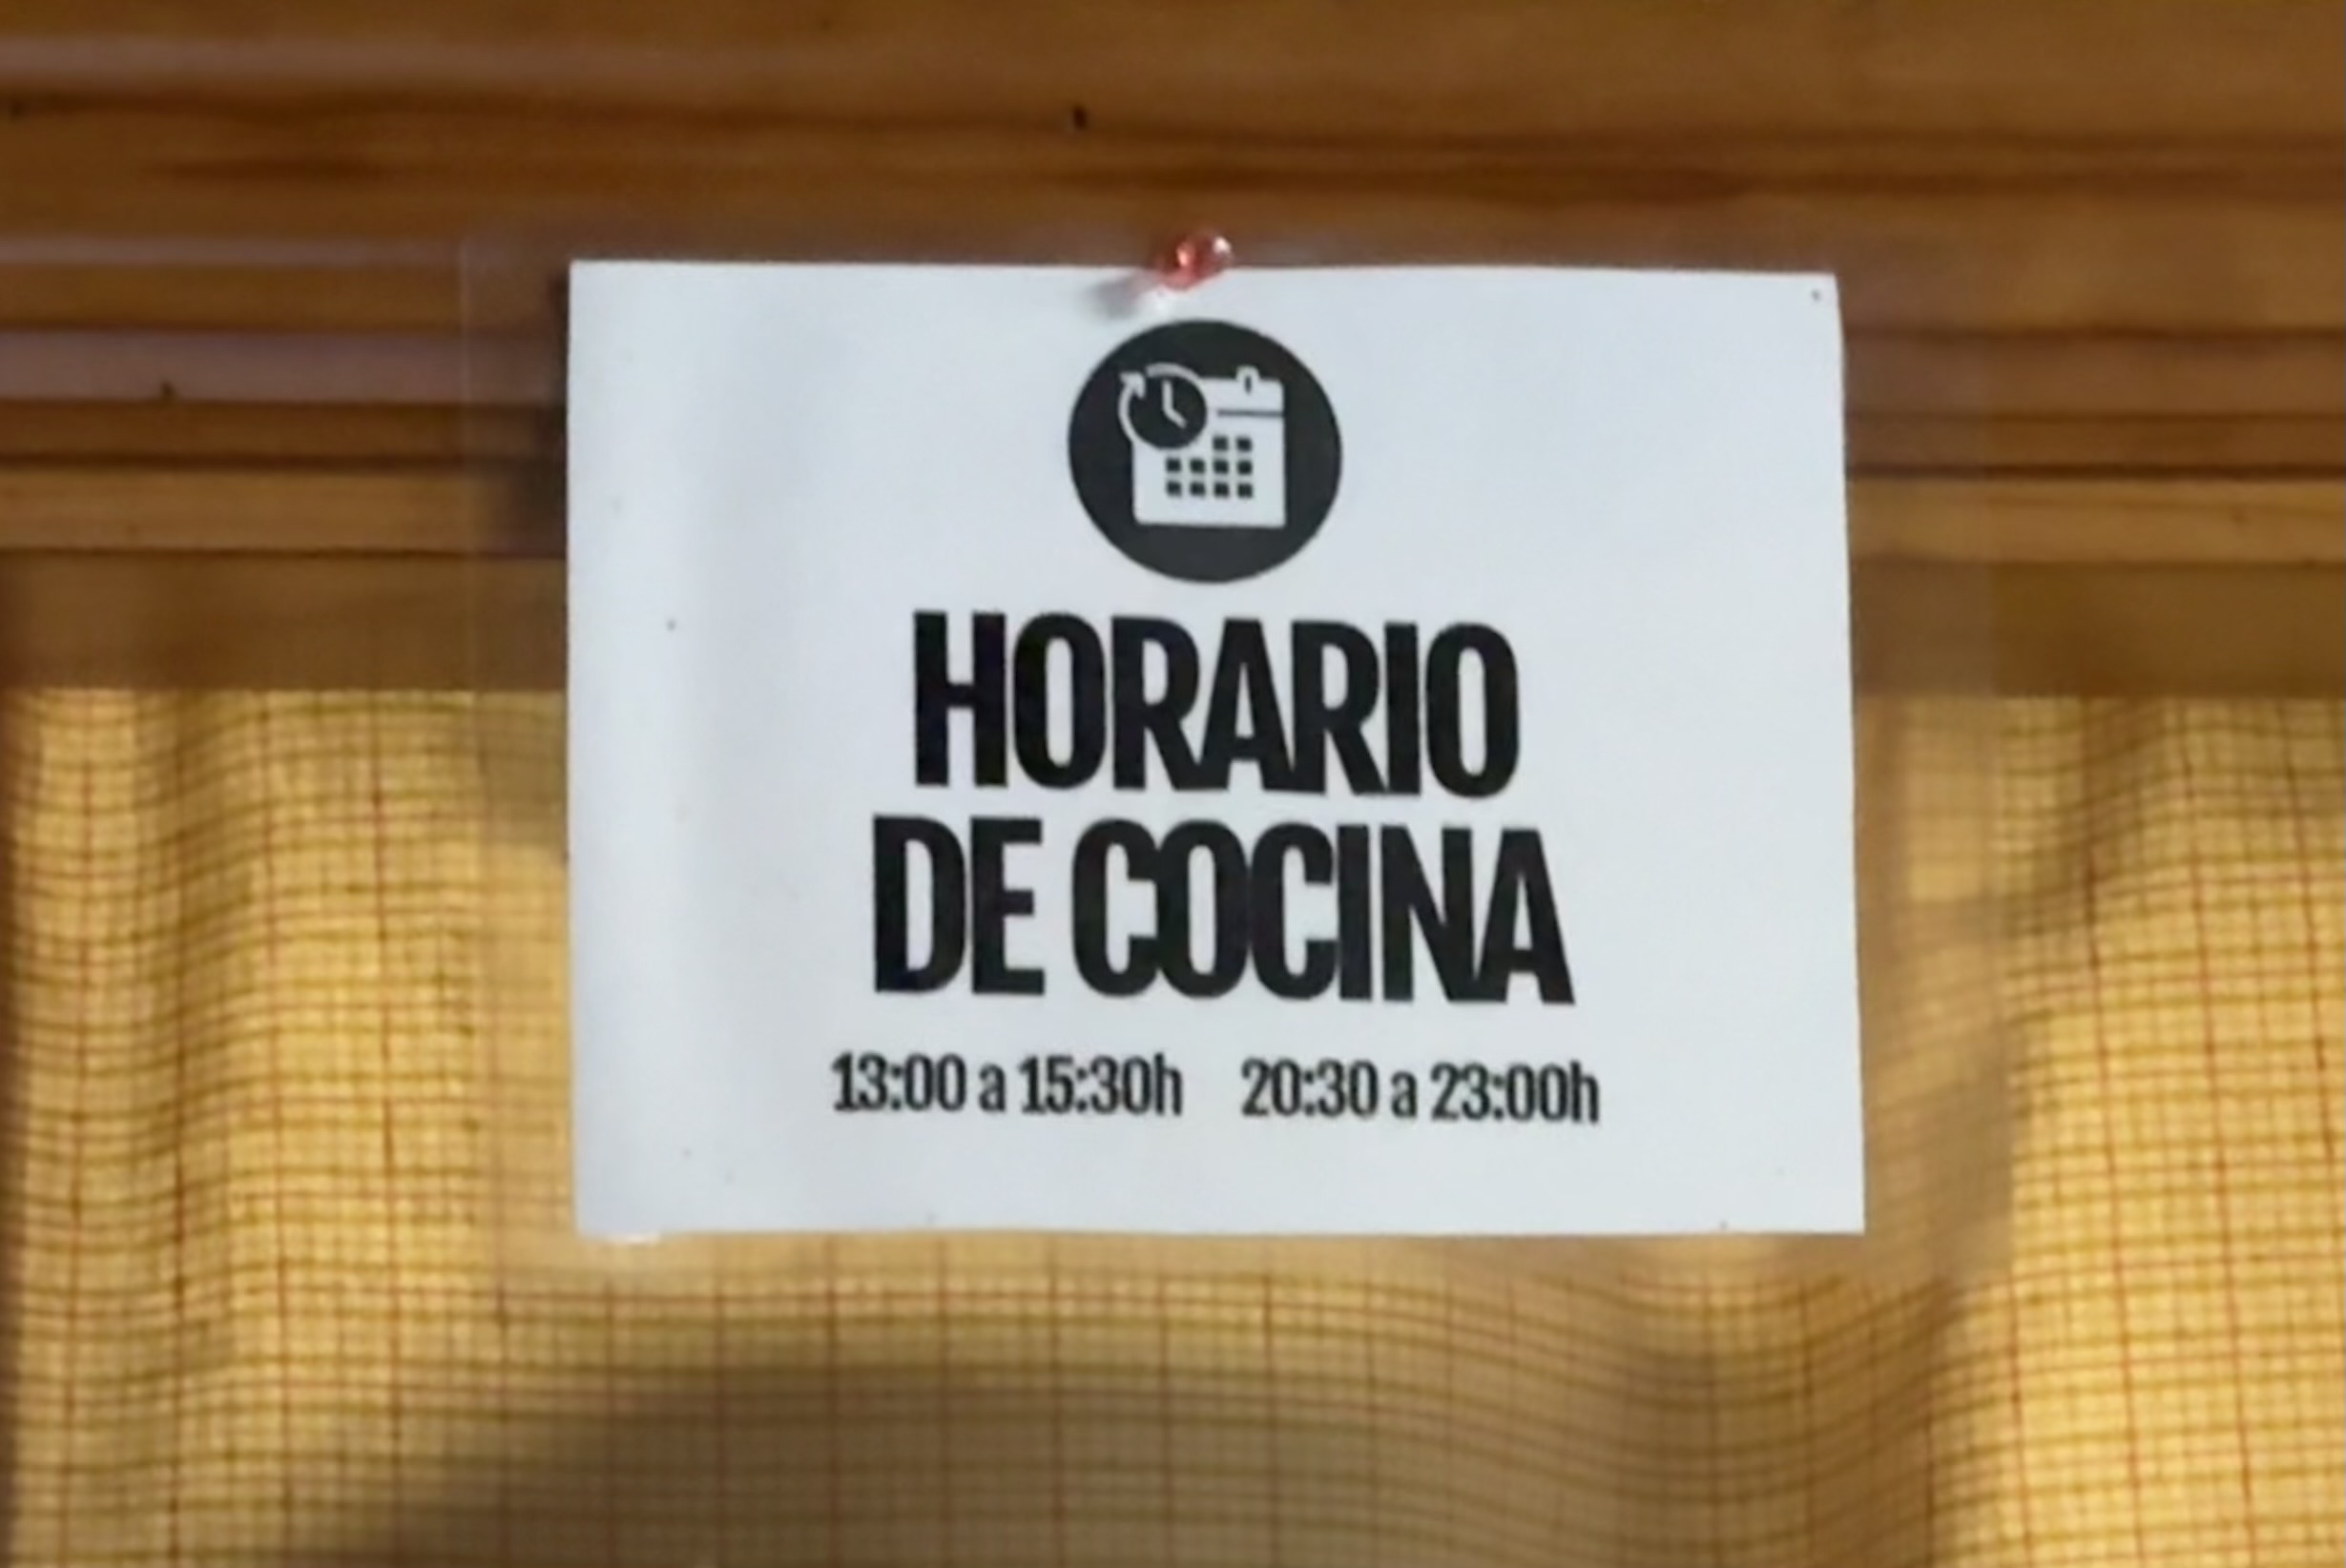 HORARIO
DE COCINA
13:00 a 15:30h 20:30 a 23:00h